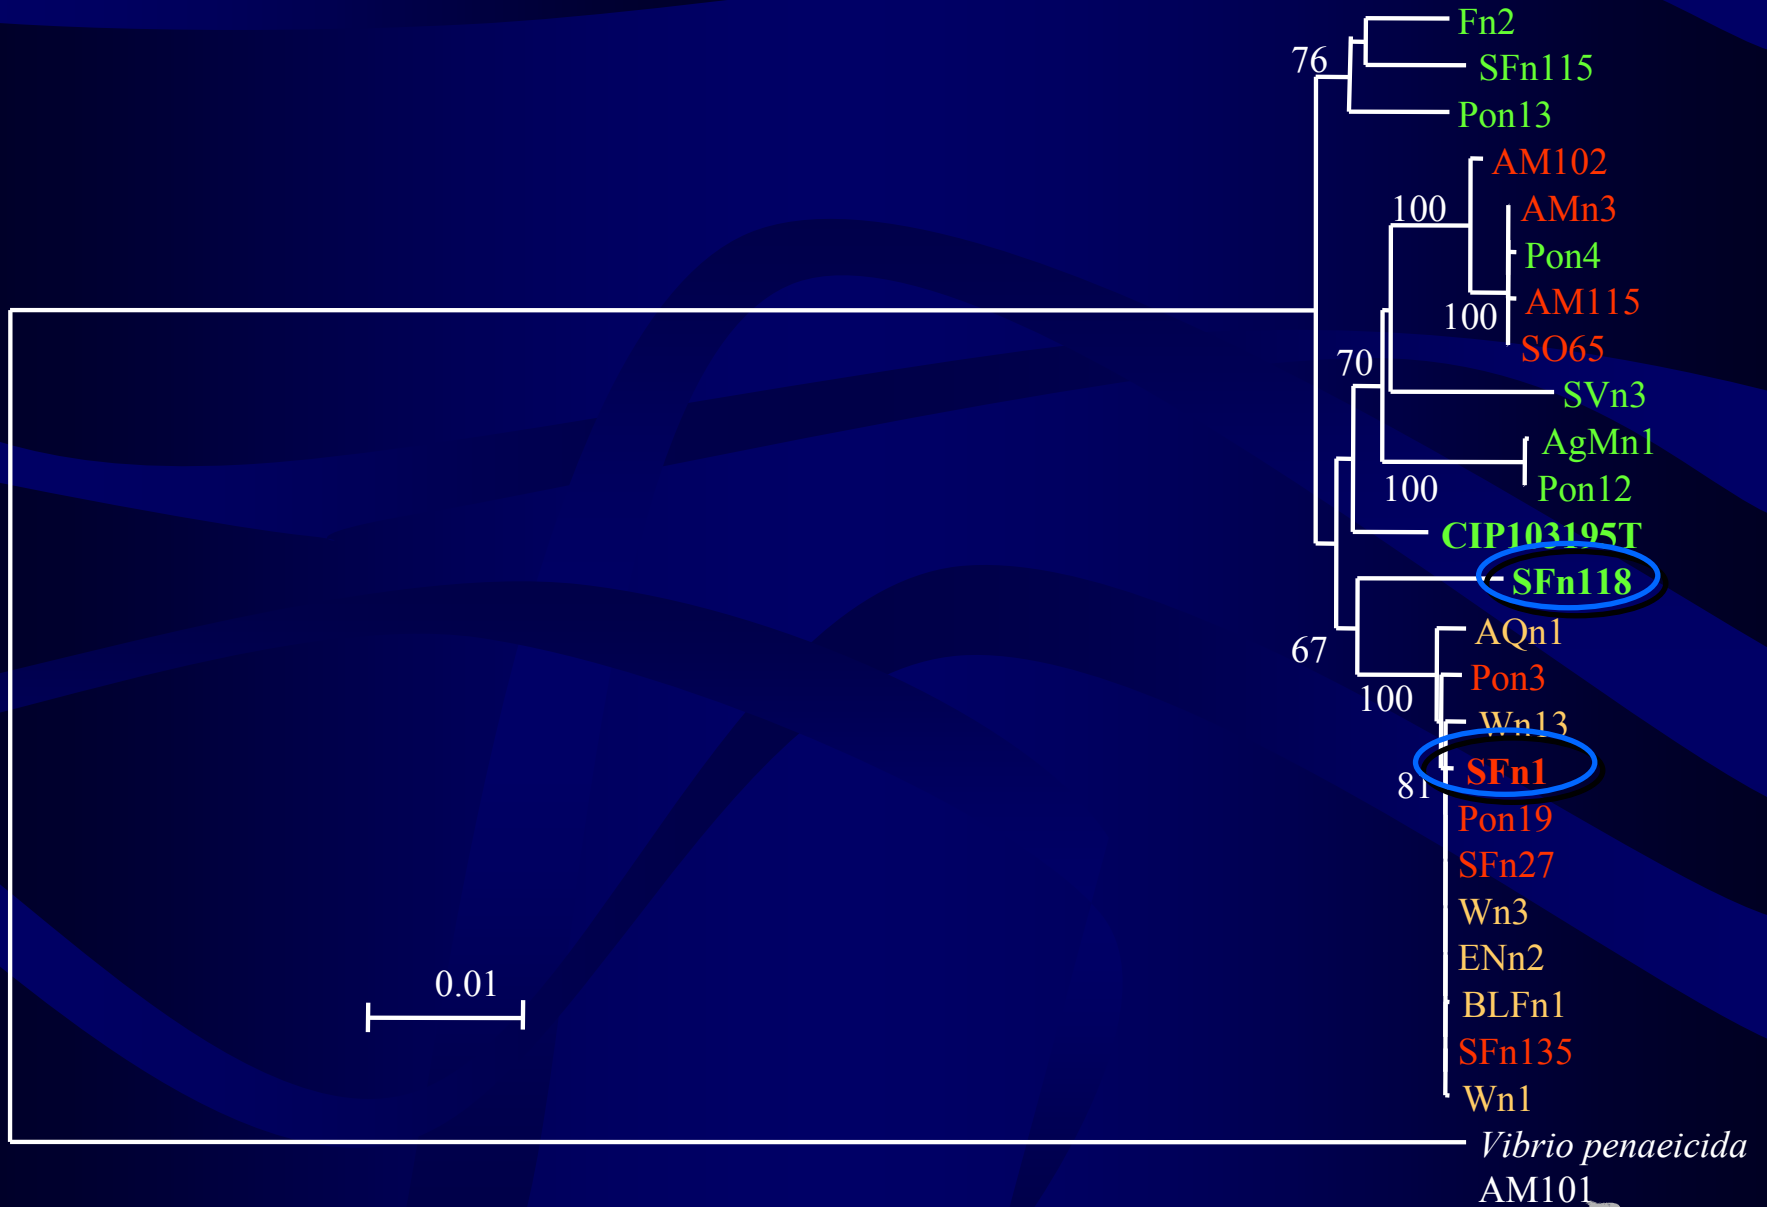 Fn2
76
SFn115
Pon13
AM102
100
AMn3
Pon4
AM115
100
SO65
70
SVn3
AgMn1
100
Pon12
CIP103195T
SFn118
AQn1
67
Pon3
100
Wn13
SFn1
81
Pon19
SFn27
Wn3
ENn2
0.01
BLFn1
SFn135
Wn1
Vibrio penaeicida
AM101